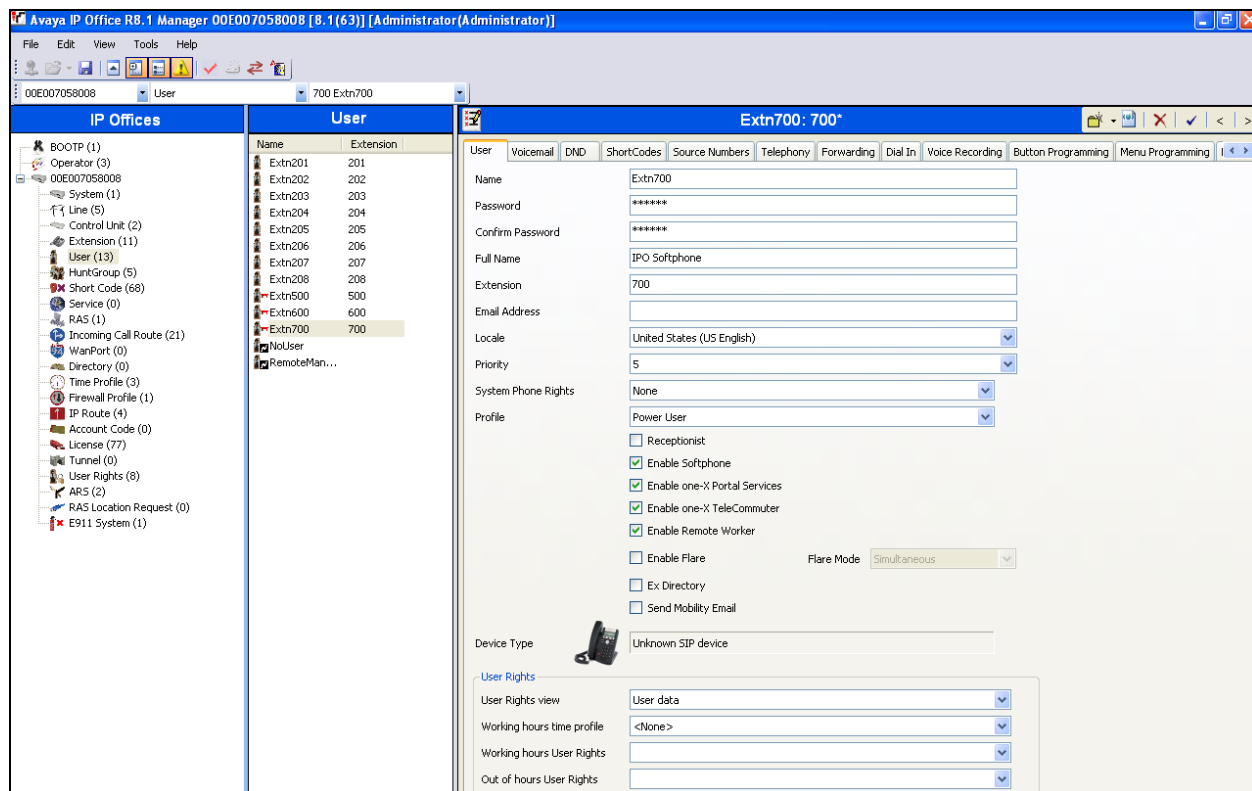 Avaya IP Office R8.1 Manager 00E007058008 [8.1(63)] [Administrator(Administrator)]
File Edit View Tools Help
00E007058008 User 700 Extn700
IP Offices
BOOTP (1)
Operator (3)
00E007058008
System (1)
Line (5)
Control Unit (2)
Extension (11)
User (13)
HuntGroup (5)
Short Code (68)
Service (0)
RAS (1)
Incoming Call Route (21)
WanPort (0)
Directory (0)
Time Profile (3)
Firewall Profile (1)
IP Route (4)
Account Code (0)
License (77)
Tunnel (0)
User Rights (8)
ARS (2)
RAS Location Request (0)
E911 System (1)
User
Name Extension
Extn201 201
Extn202 202
Extn203 203
Extn204 204
Extn205 205
Extn206 206
Extn207 207
Extn208 208
Extn500 500
Extn600 600
Extn700 700
NoUser
RemoteMan...
Extn700: 700*
User Voicemail DND ShortCodes Source Numbers Telephony Forwarding Dial In Voice Recording Button Programming Menu Programming
Name Extn700
Password ******
Confirm Password ******
Full Name IPO Softphone
Extension 700
Email Address
Locale United States (US English)
Priority 5
System Phone Rights None
Profile Power User
Receptionist
Enable Softphone
Enable one-X Portal Services
Enable one-X TeleCommuter
Enable Remote Worker
Enable Flare Flare Mode Simultaneous
Ex Directory
Send Mobility Email
Device Type Unknown SIP device
User Rights
User Rights view User data
Working hours time profile <None>
Working hours User Rights
Out of hours User Rights